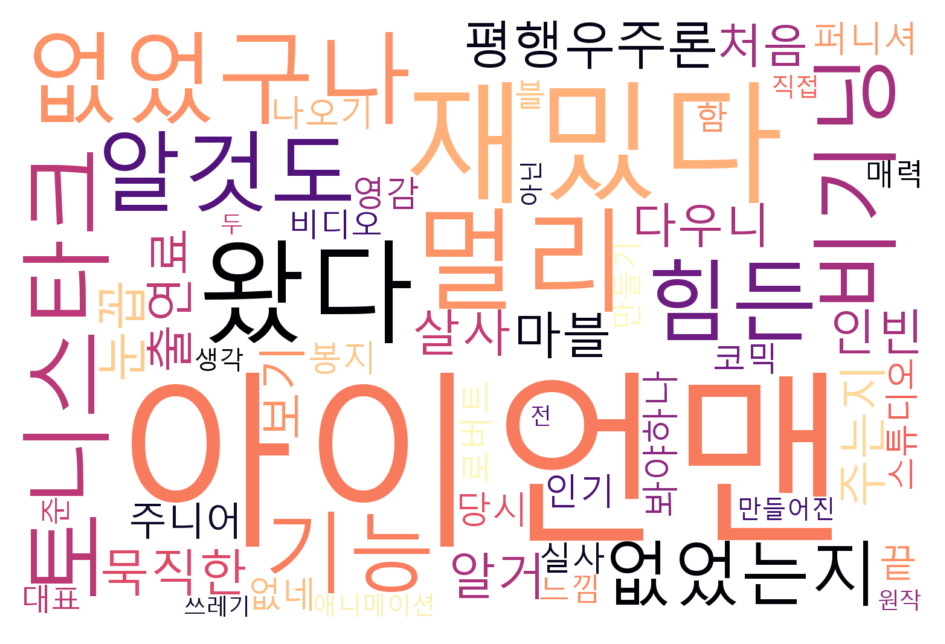 없었구나
평행우주론
처음
퍼니셔
나오기
재밌다
블
함
직접
비기닝
알것도
영감
아닌
매력
토니스타크
두
비디오
멀리
다우니
출연료
왔다
만들기
힘든
눈꼽
살사
마블
인빈
생각
보기
봉지
코믹
아이언맨
로버트
전
봐야하나
주는지
스튜디오
준
주니어
기능
당시
인기
만들어진
묵직한
알거
실사
없었는지
끝
대표
쓰레기
없네
애니메이션
느낌
원작